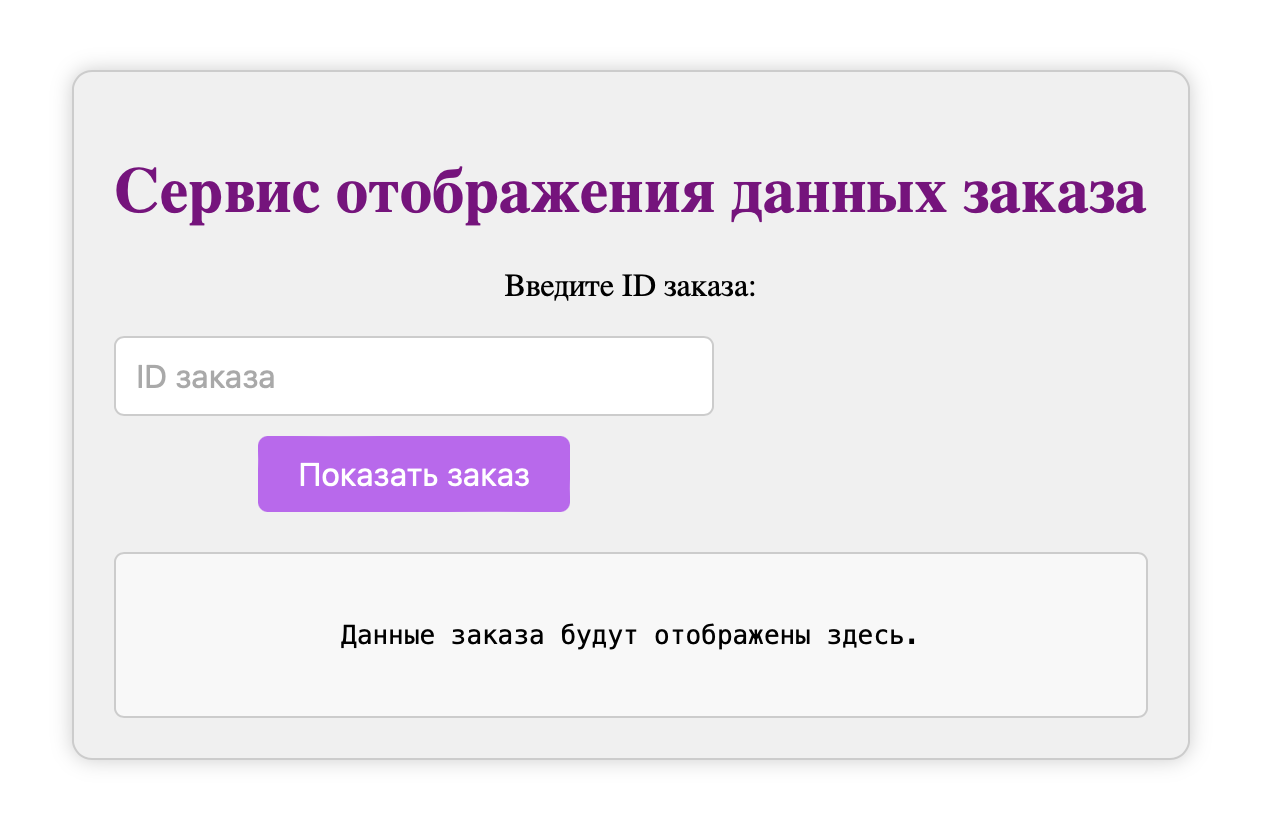 Сервис отображения данных заказа
Введите ID заказа:
ID заказа
Показать заказ
Данные заказа будут отображены здесь.